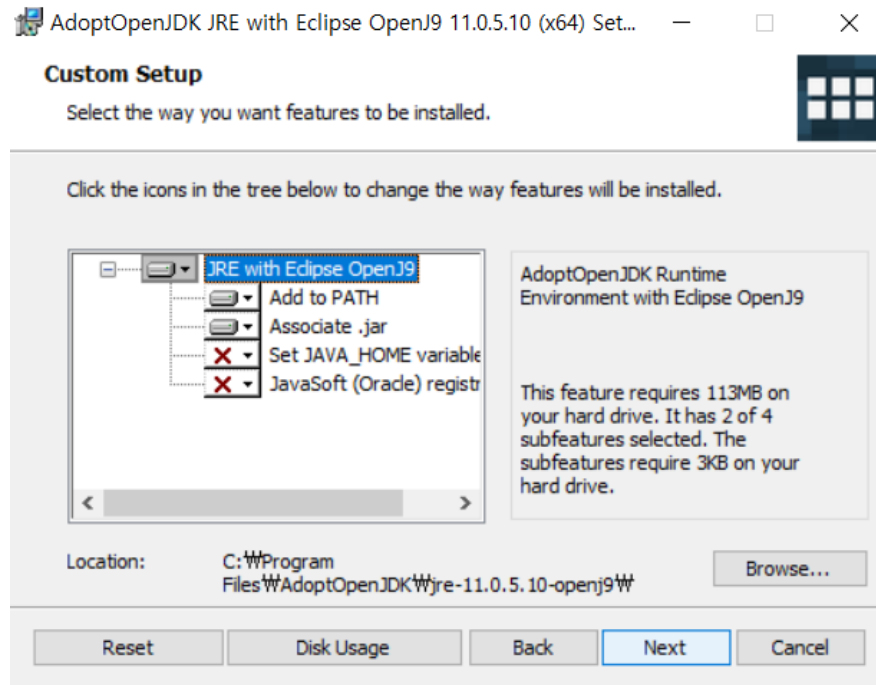 AdoptOpenJDK JRE with Eclipse OpenJ9 11.0.5.10 (x64) Set...
Custom Setup
Select the way you want features to be installed.
Click the icons in the tree below to change the way features will be installed.
JRE with Eclipse OpenJ9
Add to PATH
Associate .jar
Set JAVA_HOME variable
JavaSoft (Oracle) registr
AdoptOpenJDK Runtime
Environment with Eclipse OpenJ9
This feature requires 113MB on
your hard drive. It has 2 of 4
subfeatures selected. The
subfeatures require 3KB on your
hard drive.
Location:
C:₩Program
Files₩AdoptOpenJDK₩jre-11.0.5.10-openj9₩
Browse...
Reset
Disk Usage
Back
Next
Cancel